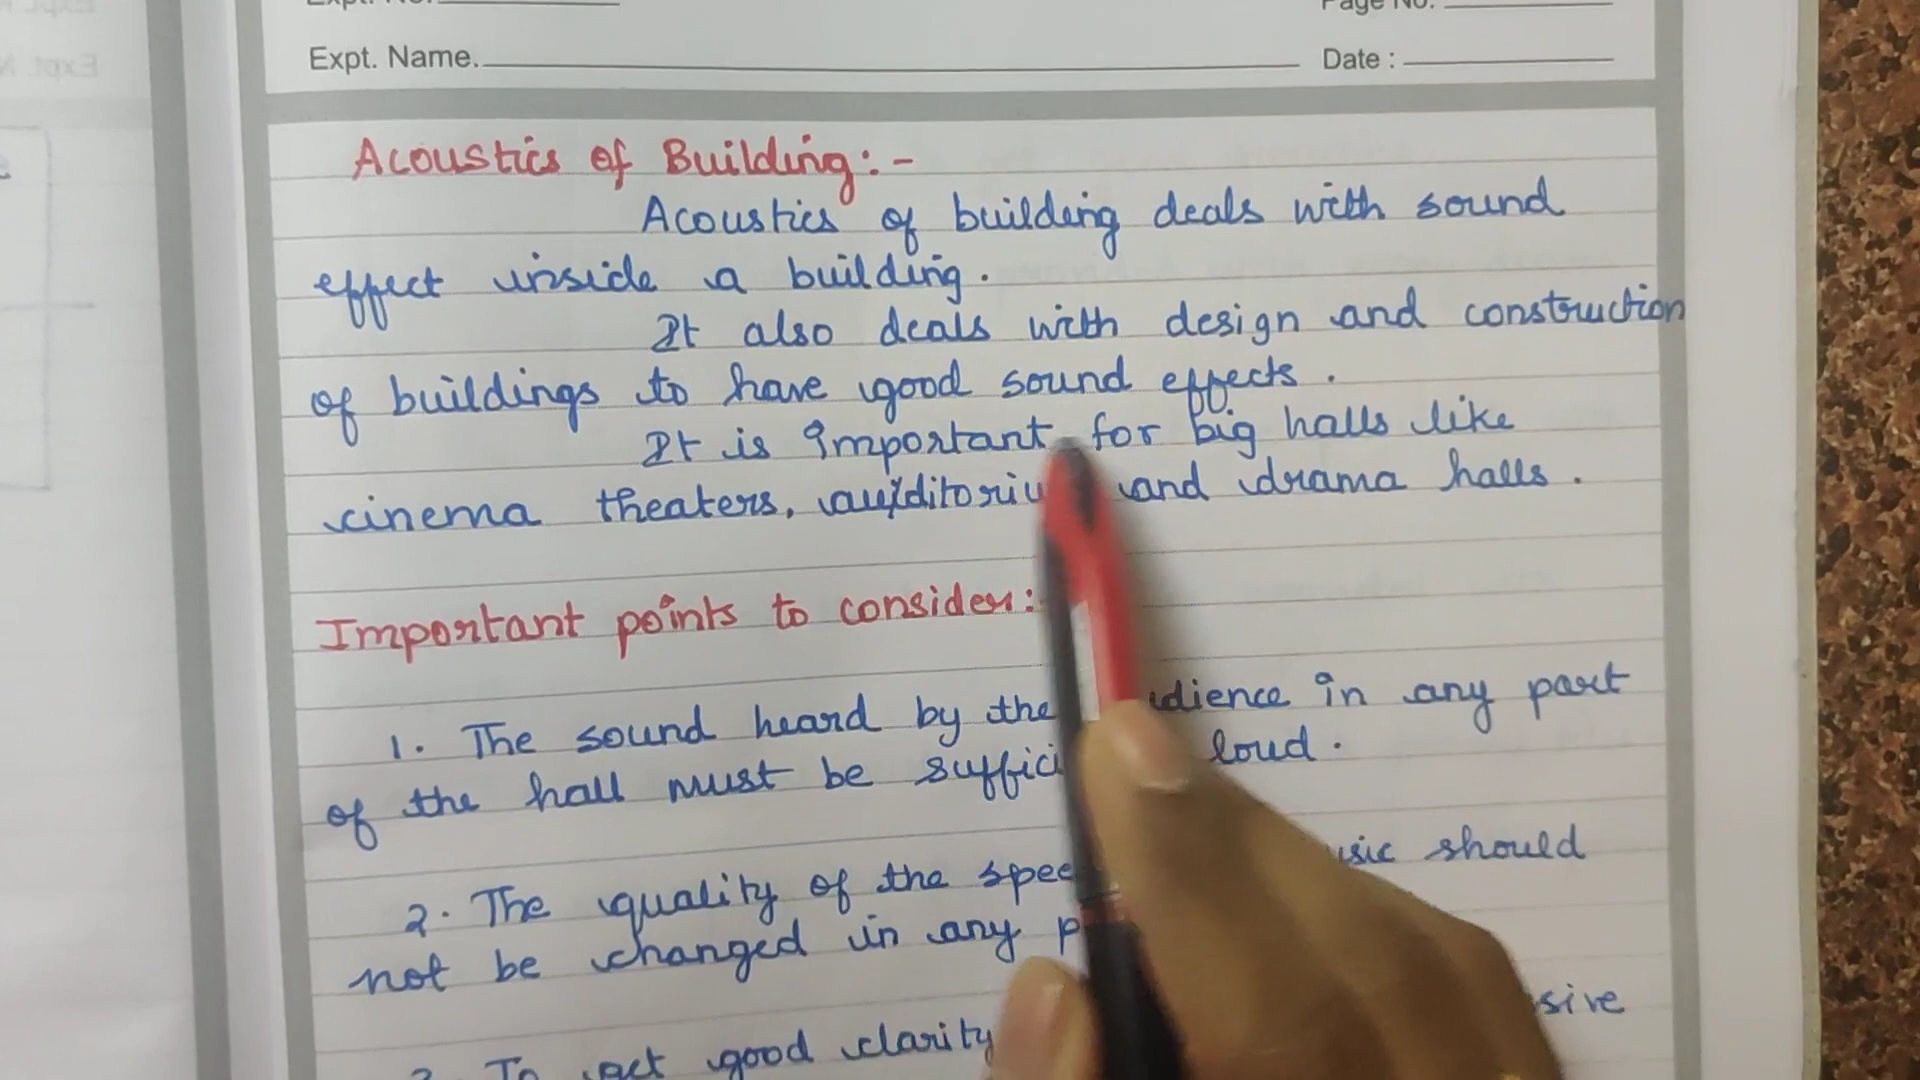 Expt. Name.
Date :
Acoustics of Building:-
Acoustics of building deals with sound
effect inside a building.
It also deals with design and construction
of buildings to have good sound effects.
It is important for big halls like
cinema theaters, and drama halls.
Important points to consider:
1. The sound heard by the in any part
of the hall must be loud.
2. The quality of the should
not be changed in any
good clarity